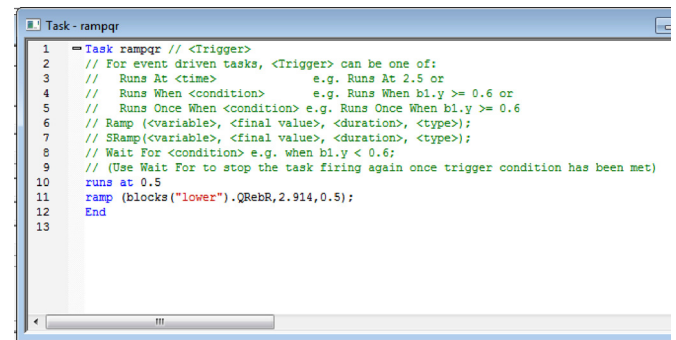 Task - rampqr
1 Task rampqr // <Trigger>
2 // For event driven tasks, <Trigger> can be one of:
3 //   Runs At <time>               e.g. Runs At 2.5 or
4 //   Runs When <condition>        e.g. Runs When b1.y >= 0.6 or
5 //   Runs Once When <condition> e.g. Runs Once When b1.y >= 0.6
6 // Ramp (<variable>, <final value>, <duration>, <type>);
7 // SRamp(<variable>, <final value>, <duration>, <type>);
8 // Wait For <condition> e.g. when b1.y < 0.6;
9 // (Use Wait For to stop the task firing again once trigger condition has been met)
10 runs at 0.5
11 ramp (blocks("lower").QRebR,2.914,0.5);
12 End
13